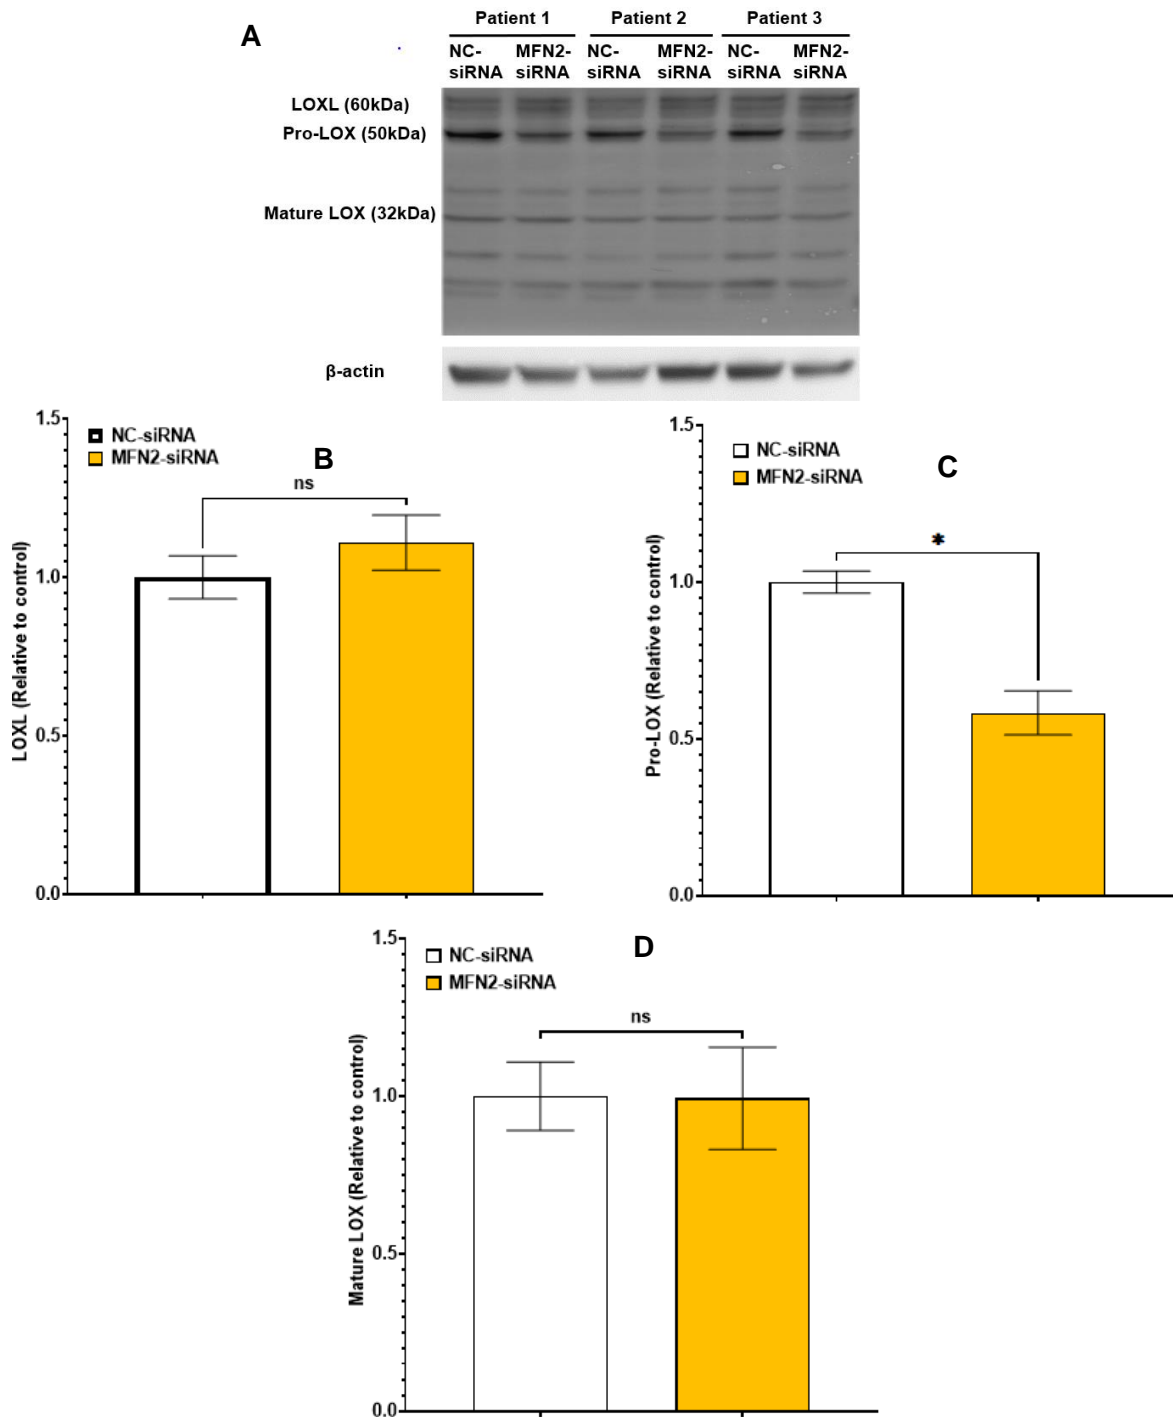 A
Patient 1 Patient 2 Patient 3
NC- MFN2- NC- MFN2- NC- MFN2-
siRNA siRNA siRNA siRNA siRNA siRNA
LOXL (60kDa)
Pro-LOX (50kDa)
Mature LOX (32kDa)
β-actin
B
NC-siRNA
MFN2-siRNA
ns
1.5
1.0
0.5
0.0
LOXL (Relative to control)
C
NC-siRNA
MFN2-siRNA
*
1.5
1.0
0.5
0.0
Pro-LOX (Relative to control)
D
NC-siRNA
MFN2-siRNA
ns
1.5
1.0
0.5
0.0
Mature LOX (Relative to control)